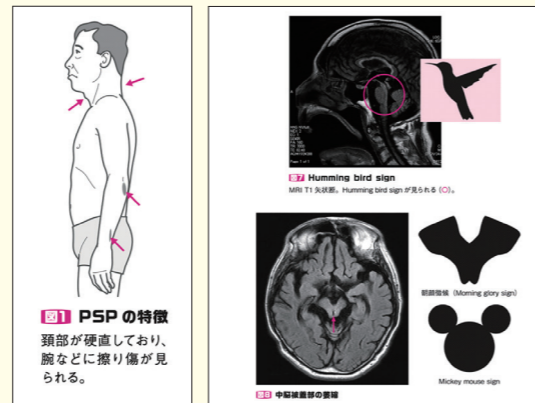 図1 PSP の特徴
頚部が硬直しており、
腕などに擦り傷が見
られる。
図7 Humming bird sign
MRI T1 矢状断。Humming bird sign が見られる (○)。
朝顔徴候 (Morning glory sign)
Mickey mouse sign
図8 中脳被蓋部の萎縮